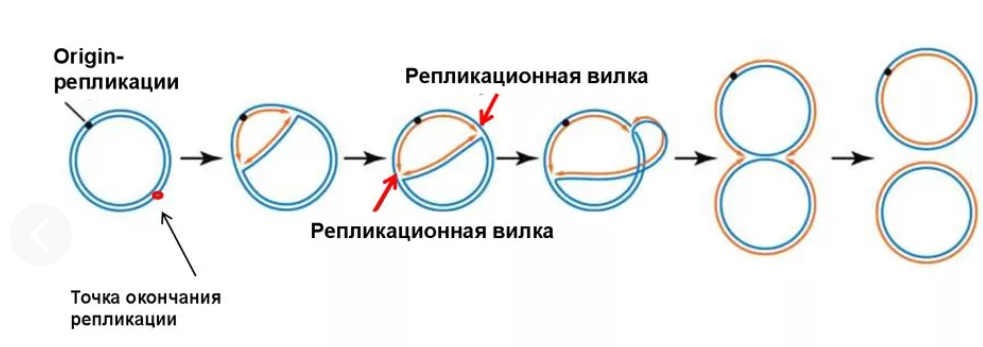 Origin-
репликации
Репликационная вилка
Репликационная вилка
Точка окончания
репликации